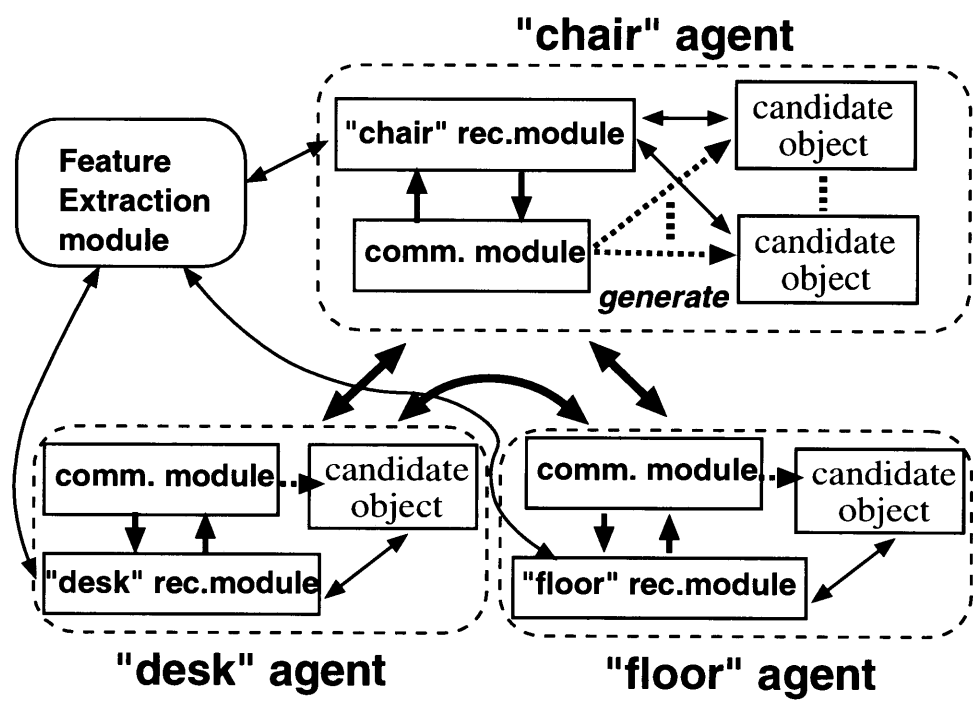 "chair" agent
Feature
Extraction
module
"chair" rec.module
candidate
object
comm. module
candidate
object
generate
comm. module
candidate
object
"desk" rec.module
"desk" agent
comm. module
candidate
object
"floor" rec.module
"floor" agent